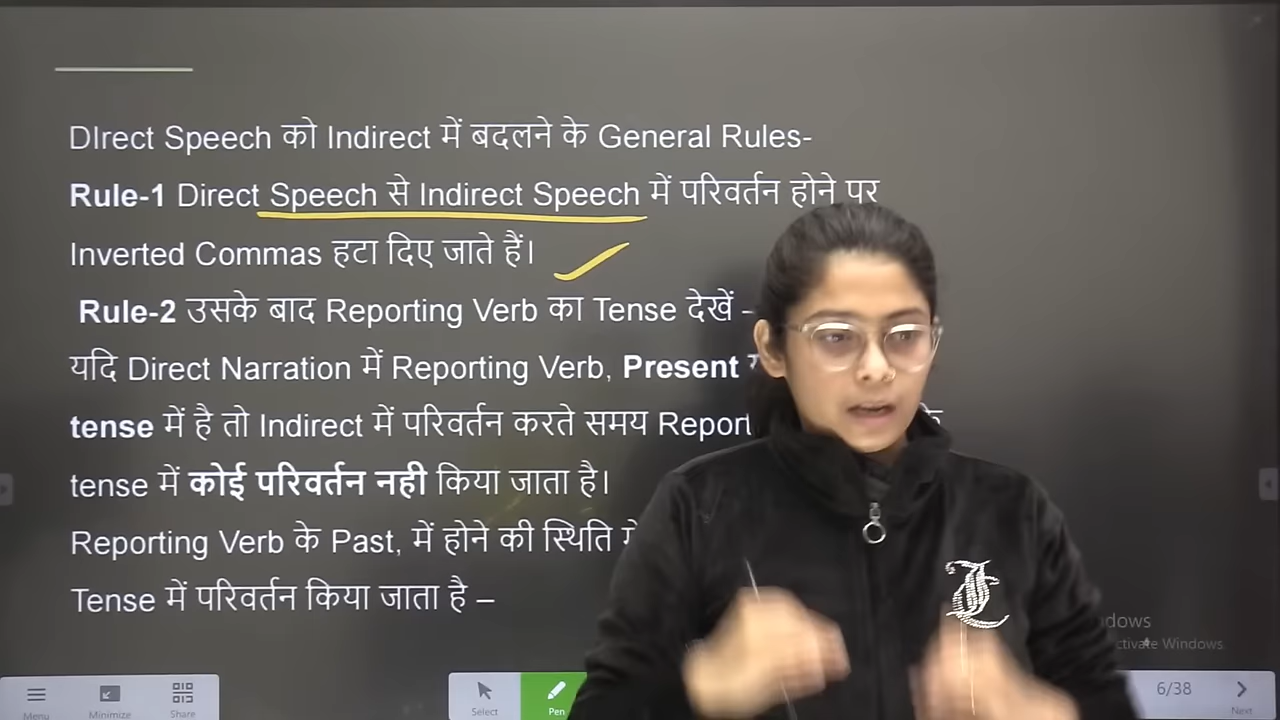 DIrect Speech को Indirect में बदलने के General Rules-
Rule-1 Direct Speech से Indirect Speech में परिवर्तन होने पर
Inverted Commas हटा दिए जाते हैं।
Rule-2 उसके बाद Reporting Verb का Tense देखें –
यदि Direct Narration में Reporting Verb, Present
tense में है तो Indirect में परिवर्तन करते समय Report
tense में कोई परिवर्तन नही किया जाता है।
Reporting Verb के Past, में होने की स्थिति
Tense में परिवर्तन किया जाता है –
dows
ctivate Windows
Menu Minimize Share Select Pen 6/38 Next